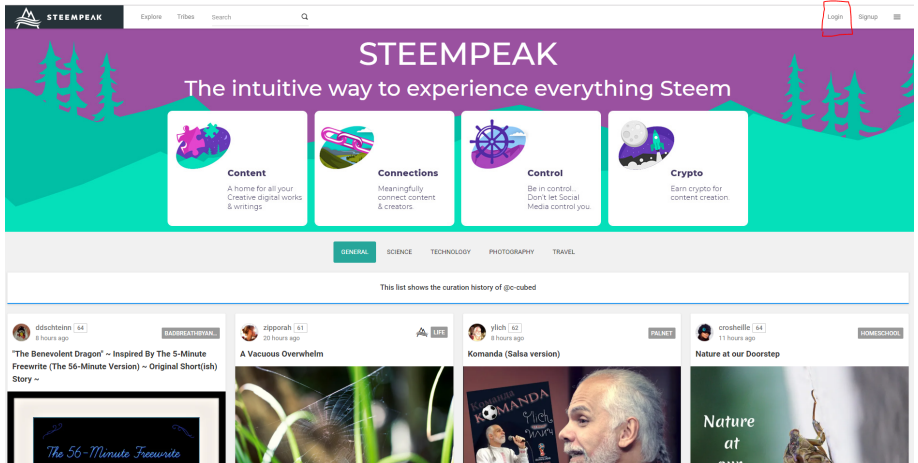 STEEMPEAK
Explore
Tribes
Search
Login
Signup
STEEMPEAK
The intuitive way to experience everything Steem
Content
A home for all your
Creative digital works
& writings
Connections
Meaningfully
connect content
& creators.
Control
Be in control..
Don't let Social
Media control you.
Crypto
Earn crypto for
content creation.
GENERAL
SCIENCE
TECHNOLOGY
PHOTOGRAPHY
TRAVEL
This list shows the curation history of @c-cubed
ddschteinn 64
8 hours ago
BADBREATHBYAN...
"The Benevolent Dragon" ~ Inspired By The 5-Minute
Freewrite (The 56-Minute Version) ~ Original Short(ish)
Story ~
The 56-Minute Freewrite
zipporah 61
20 hours ago
LIFE
A Vacuous Overwhelm
ylich 62
8 hours ago
PALNET
Komanda (Salsa version)
Команда
KOMANDA
Ylich
crosheille 64
11 hours ago
HOMESCHOOL
Nature at our Doorstep
Nature
at